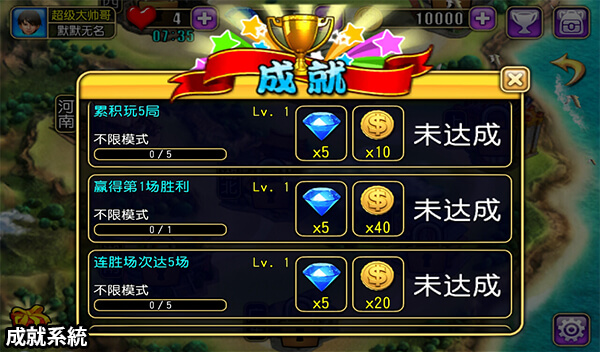 超级大帅哥
默默无名
4
07:35
10000
成就
河南
累积玩5局
Lv. 1
不限模式
0/5
x5
x10
未达成
赢得第1场胜利
Lv. 1
不限模式
0/1
x5
x40
未达成
连胜场次达5场
Lv. 1
不限模式
0/5
x5
x20
未达成
成就系統